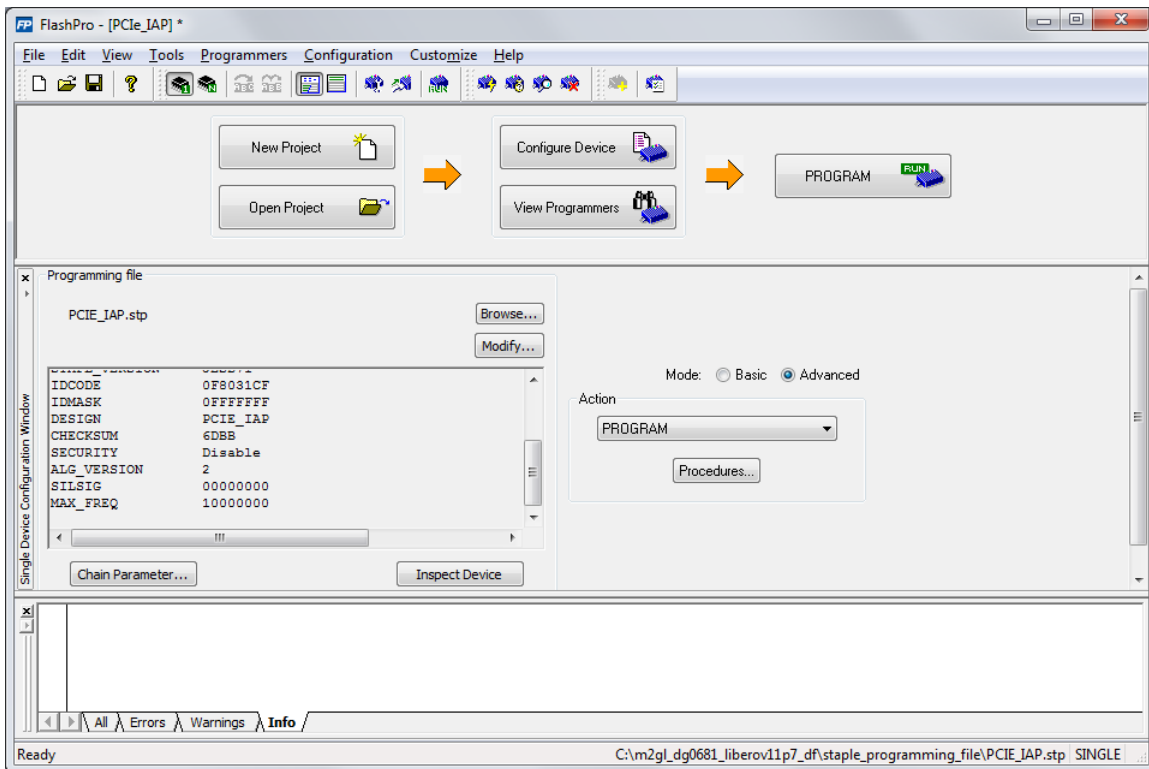 FlashPro - [PCIe_IAP] *
File Edit View Tools Programmers Configuration Customize Help
New Project
Configure Device
PROGRAM
Open Project
View Programmers
Programming file
PCIE_IAP.stp
Browse...
Modify...
IDCODE 0F8031CF
IDMASK 0FFFFFFF
DESIGN PCIE_IAP
CHECKSUM 6DBB
SECURITY Disable
ALG_VERSION 2
SILSIG 00000000
MAX_FREQ 10000000
Chain Parameter...
Inspect Device
Mode: Basic Advanced
Action
PROGRAM
Procedures...
Single Device Configuration Window
All Errors Warnings Info
Ready
C:\m2gl_dg0681_liberov11p7_df\staple_programming_file\PCIE_IAP.stp SINGLE